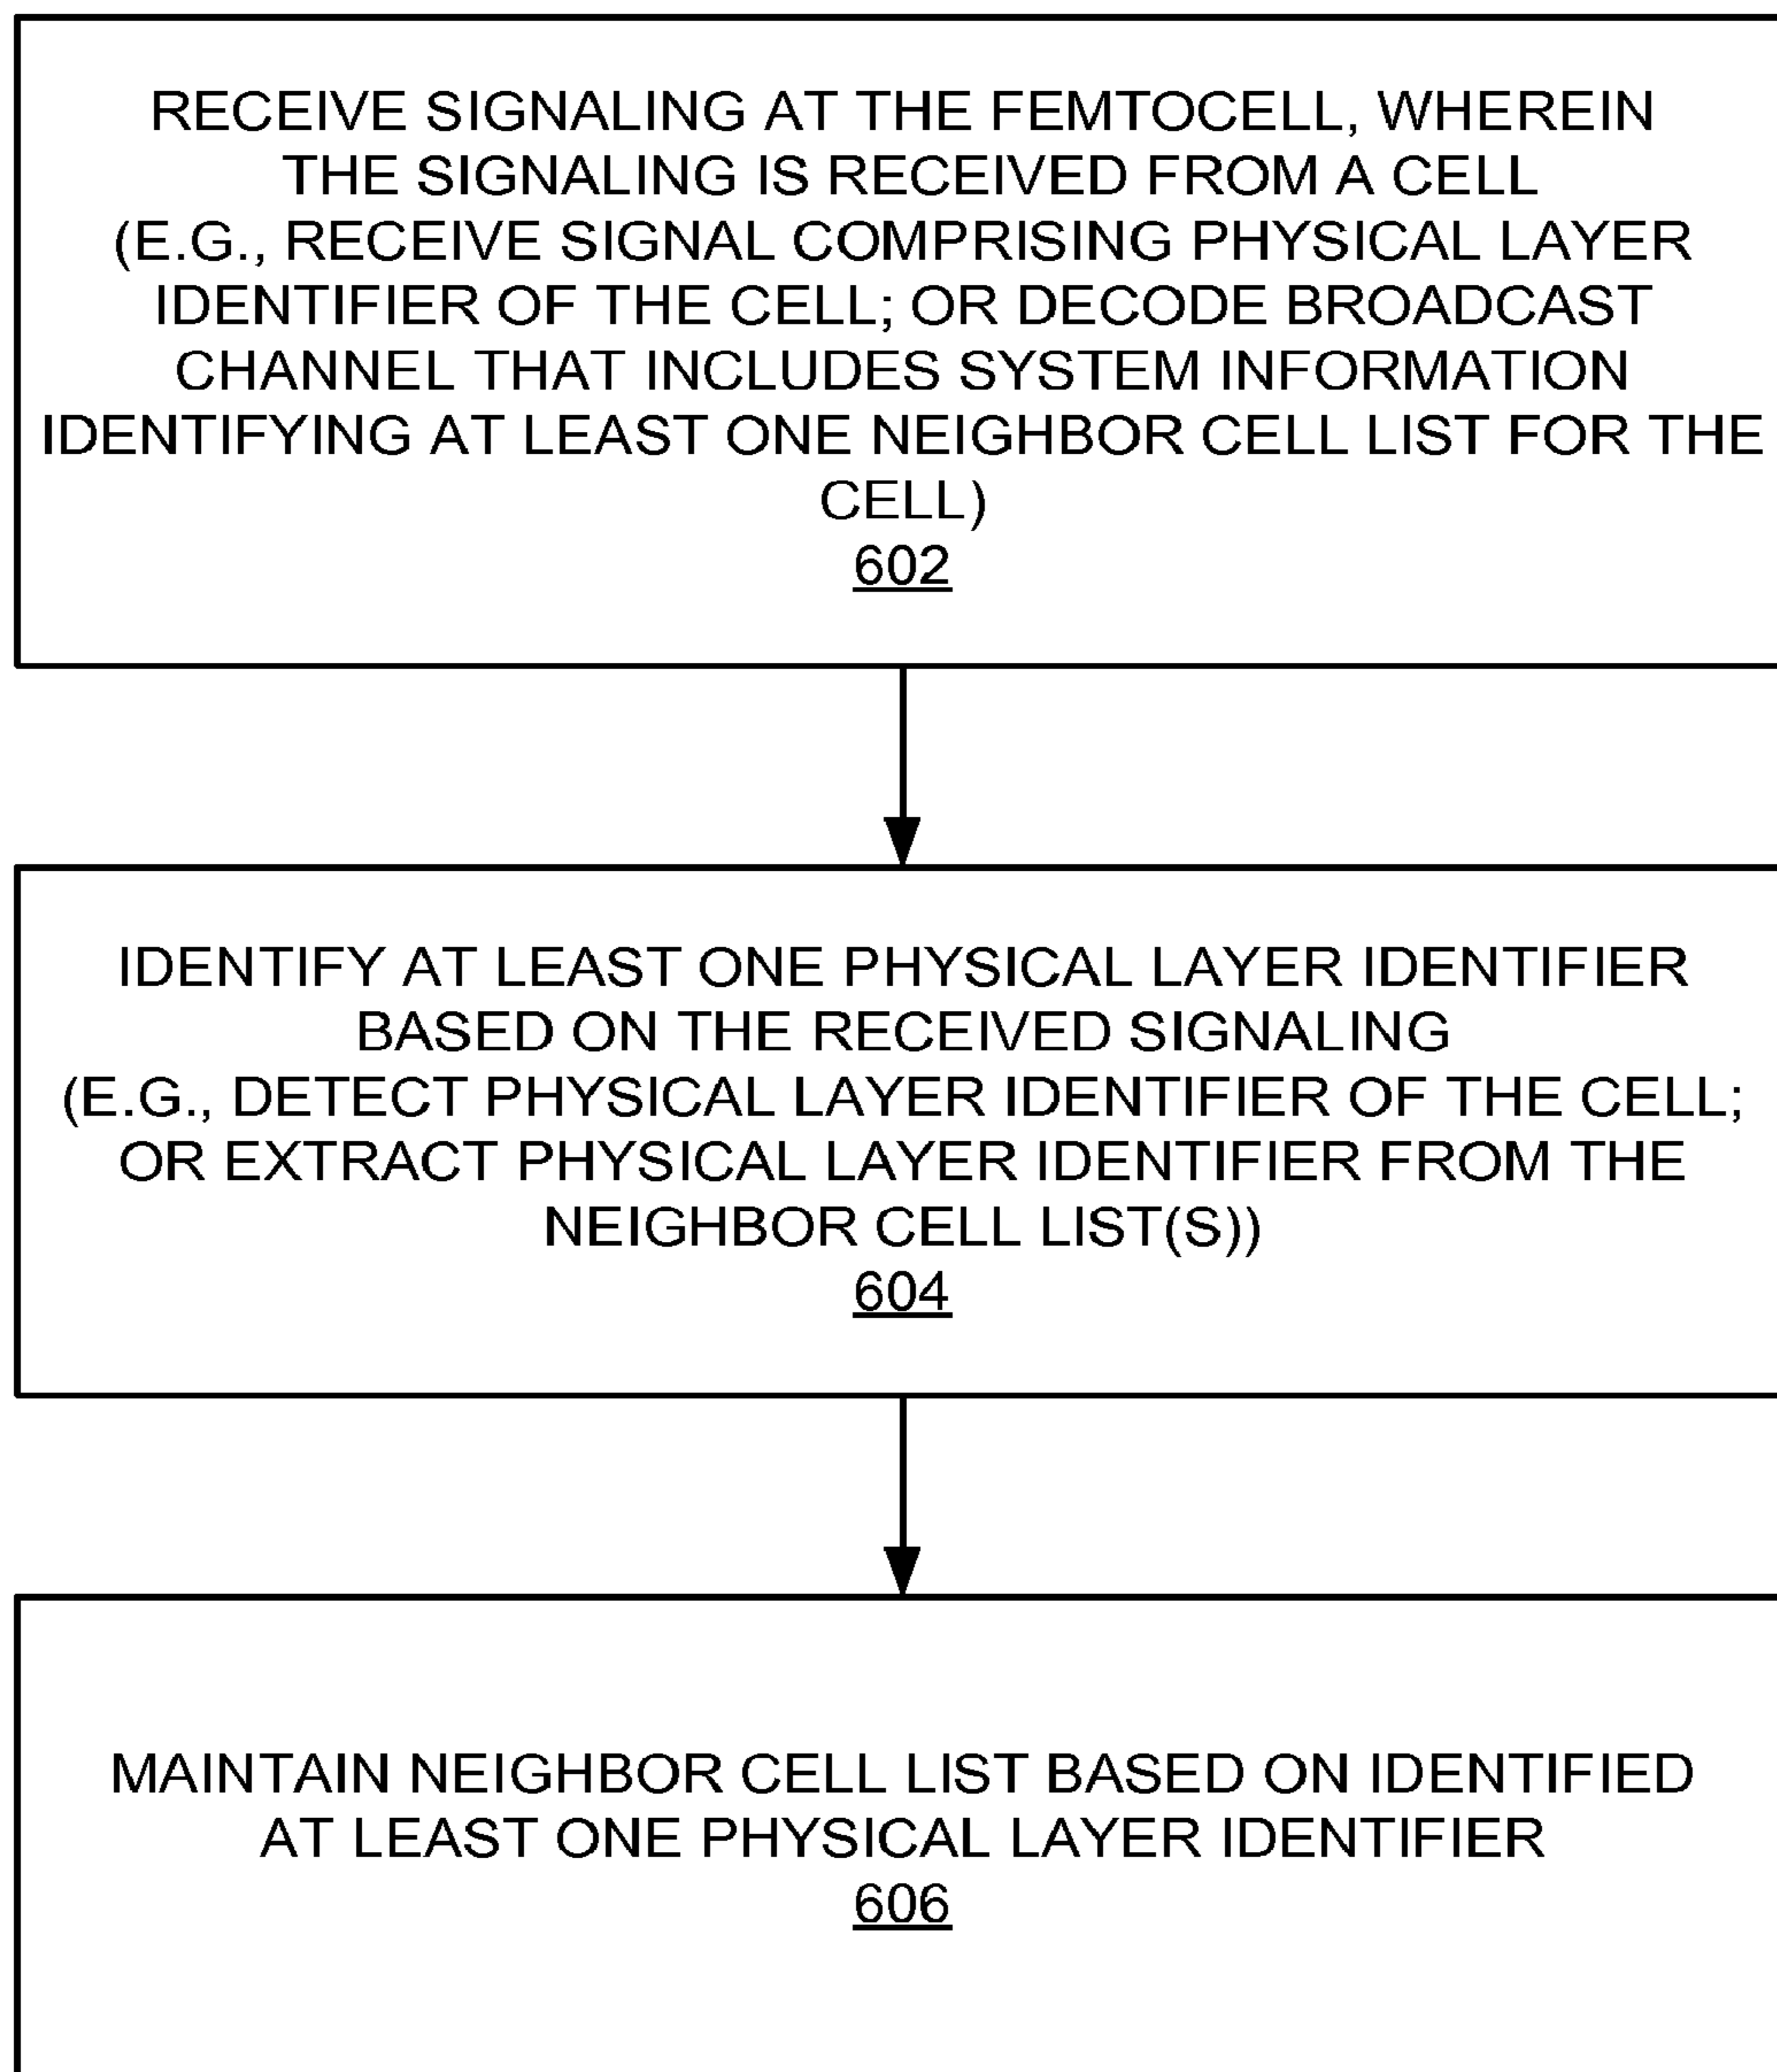 RECEIVE SIGNALING AT THE FEMTOCELL, WHEREIN
THE SIGNALING IS RECEIVED FROM A CELL
(E.G., RECEIVE SIGNAL COMPRISING PHYSICAL LAYER
IDENTIFIER OF THE CELL; OR DECODE BROADCAST
CHANNEL THAT INCLUDES SYSTEM INFORMATION
IDENTIFYING AT LEAST ONE NEIGHBOR CELL LIST FOR THE
CELL)
602
IDENTIFY AT LEAST ONE PHYSICAL LAYER IDENTIFIER
BASED ON THE RECEIVED SIGNALING
(E.G., DETECT PHYSICAL LAYER IDENTIFIER OF THE CELL;
OR EXTRACT PHYSICAL LAYER IDENTIFIER FROM THE
NEIGHBOR CELL LIST(S))
604
MAINTAIN NEIGHBOR CELL LIST BASED ON IDENTIFIED
AT LEAST ONE PHYSICAL LAYER IDENTIFIER
606